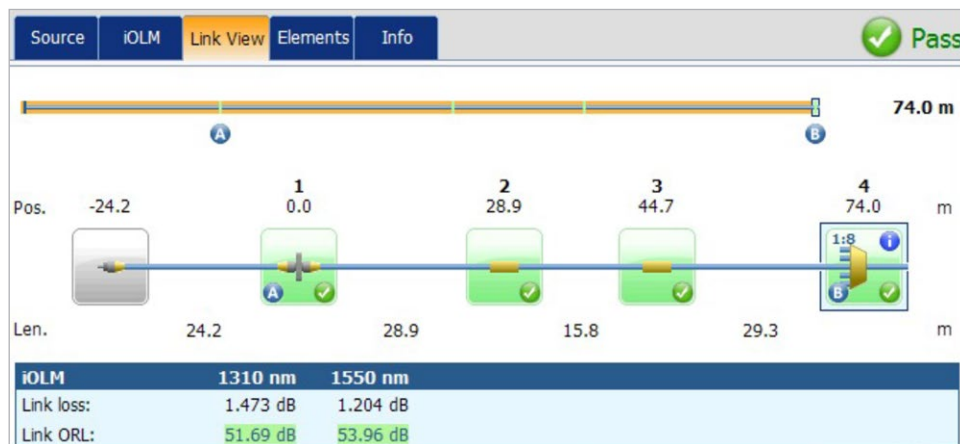 Source iOLM Link View Elements Info Pass
74.0 m
A B
1 2 3 4
Pos. -24.2 0.0 28.9 44.7 74.0 m
1:8 i
A B
Len. 24.2 28.9 15.8 29.3 m
iOLM 1310 nm 1550 nm
Link loss: 1.473 dB 1.204 dB
Link ORL: 51.69 dB 53.96 dB